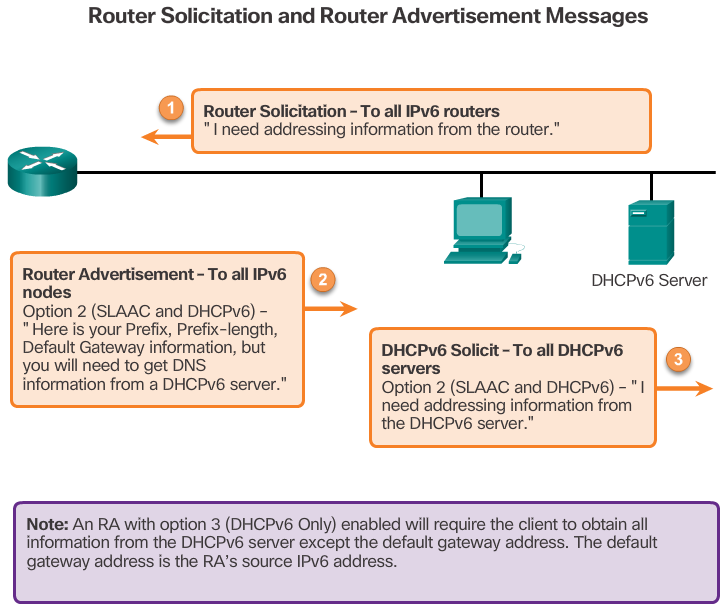 Router Solicitation and Router Advertisement Messages
1
Router Solicitation - To all IPv6 routers
" I need addressing information from the router."
DHCPv6 Server
Router Advertisement - To all IPv6
nodes
Option 2 (SLAAC and DHCPv6) -
" Here is your Prefix, Prefix-length,
Default Gateway information, but
you will need to get DNS
information from a DHCPv6 server."
2
DHCPv6 Solicit - To all DHCPv6
servers
Option 2 (SLAAC and DHCPv6) - " I
need addressing information from
the DHCPv6 server."
3
Note: An RA with option 3 (DHCPv6 Only) enabled will require the client to obtain all
information from the DHCPv6 server except the default gateway address. The default
gateway address is the RA's source IPv6 address.